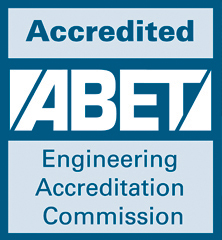 Accredited
ABET
Engineering
Accreditation
Commission